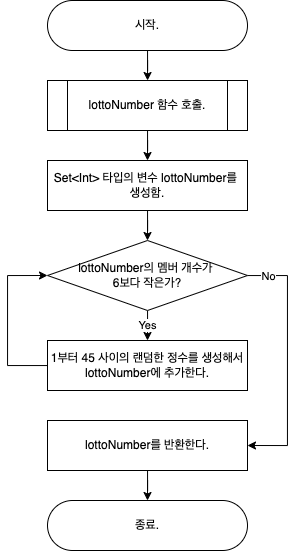 시작.
lottoNumber 함수 호출.
Set<Int> 타입의 변수 lottoNumber를
생성함.
lottoNumber의 멤버 개수가
6보다 작은가?
No
Yes
1부터 45 사이의 랜덤한 정수를 생성해서
lottoNumber에 추가한다.
lottoNumber를 반환한다.
종료.